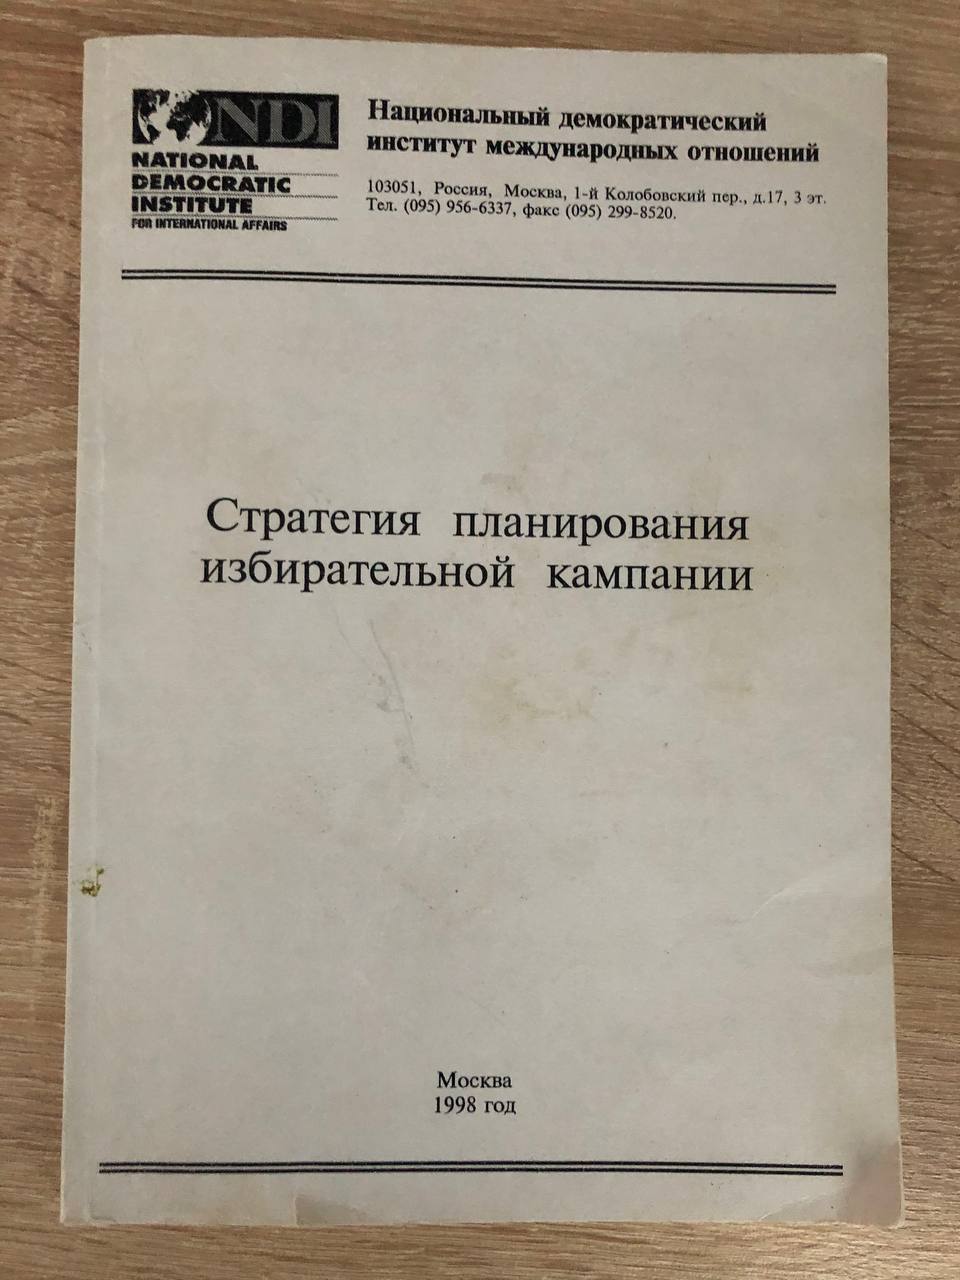 NDI
NATIONAL
DEMOCRATIC
INSTITUTE
FOR INTERNATIONAL AFFAIRS
Национальный демократический
институт международных отношений
103051, Россия, Москва, 1-й Колобовский пер., д.17, 3 эт.
Тел. (095) 956-6337, факс (095) 299-8520.
Стратегия планирования
избирательной кампании
Москва
1998 год